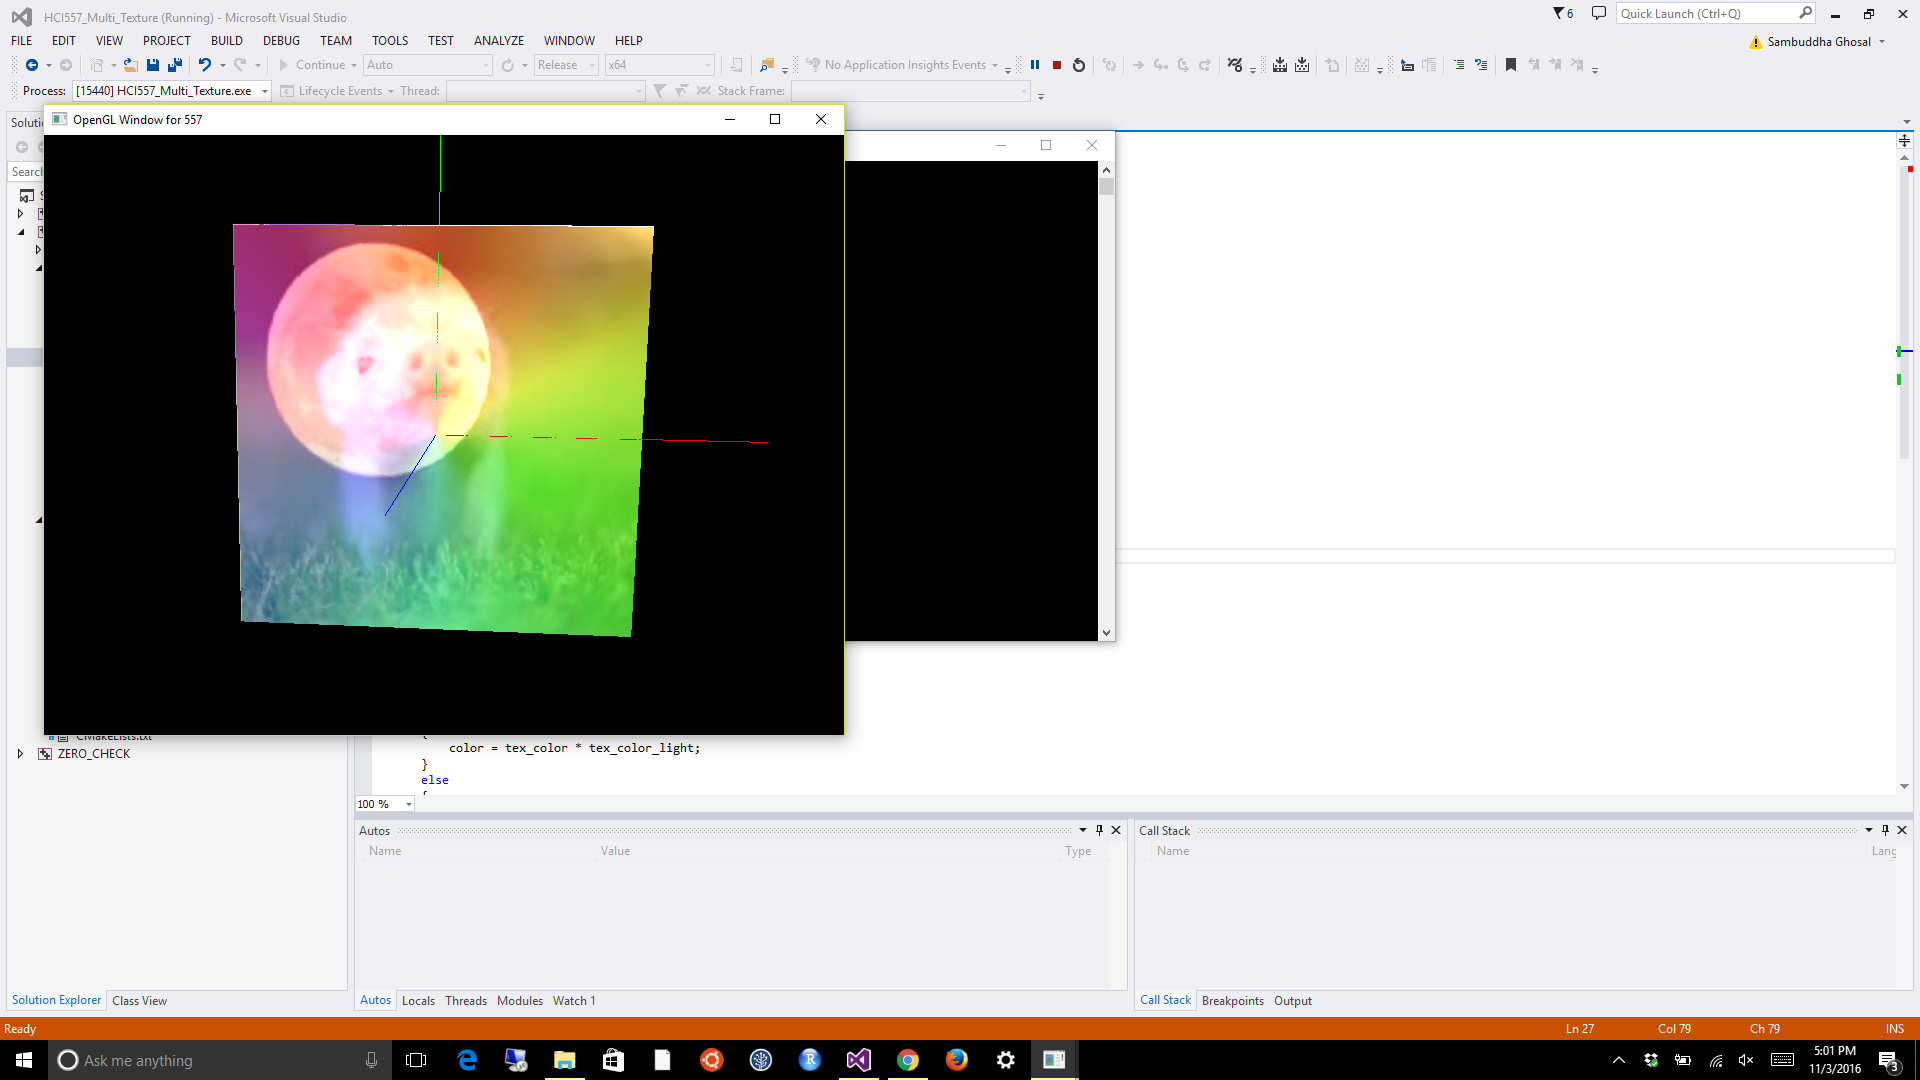 HCI557_Multi_Texture (Running) - Microsoft Visual Studio
6
Quick Launch (Ctrl+Q)
FILE EDIT VIEW PROJECT BUILD DEBUG TEAM TOOLS TEST ANALYZE WINDOW HELP
Sambuddha Ghosal
Continue Auto Release x64 No Application Insights Events
Process: [15440] HCI557_Multi_Texture.exe Lifecycle Events Thread: Stack Frame:
OpenGL Window for 557
Solution
Search
CMakeLists.txt
ZERO_CHECK
{
color = tex_color * tex_color_light;
}
else
{
100 %
Autos
Name Value Type
Call Stack
Name Lang
Solution Explorer Class View
Autos Locals Threads Modules Watch 1
Call Stack Breakpoints Output
Ready Ln 27 Col 79 Ch 79 INS
Ask me anything
5:01 PM
11/3/2016
3